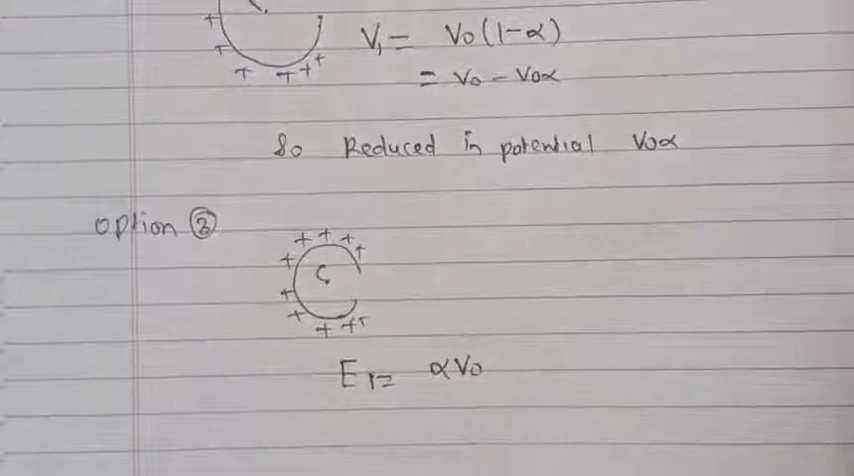 V₁ = V₀(1-α)
= V₀ - V₀α
So Reduced in potential V₀α
option ③
+ + + +
+ C
+
+ + ++
E₁= αV₀